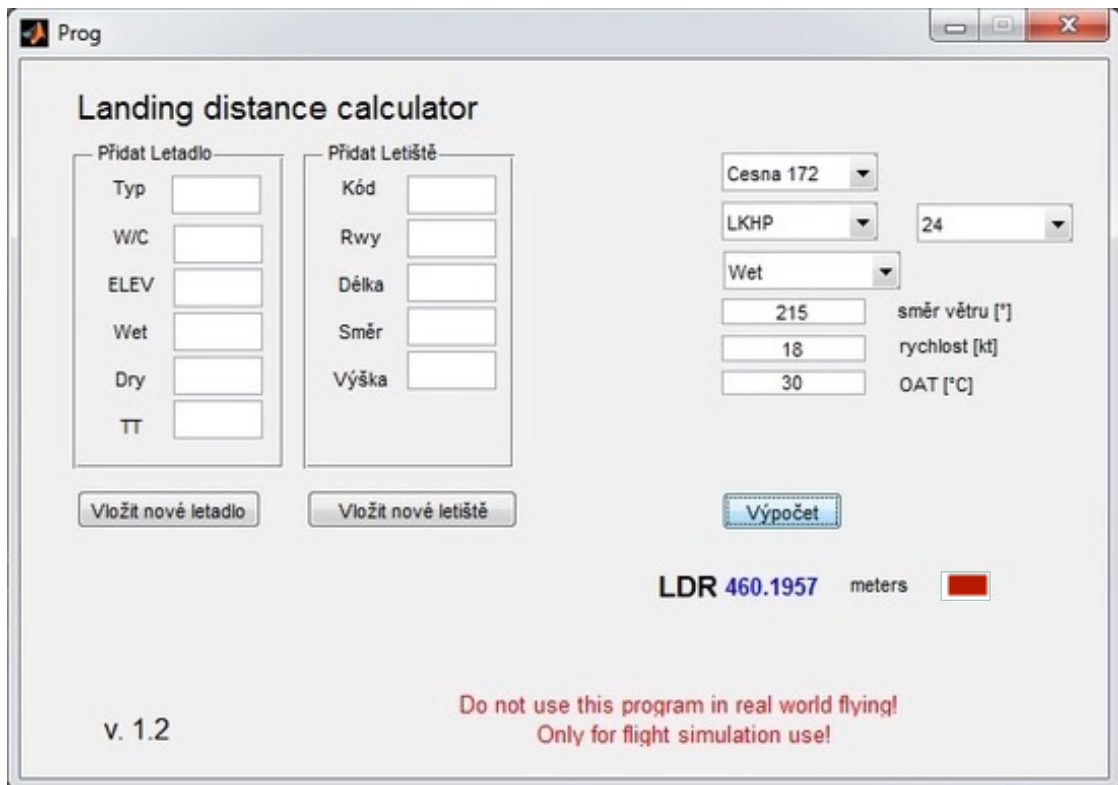 Prog
Landing distance calculator
Přidat Letadlo
Typ
W/C
ELEV
Wet
Dry
TT
Vložit nové letadlo
Přidat Letiště
Kód
Rwy
Délka
Směr
Výška
Vložit nové letiště
Cesna 172
LKHP 24
Wet
215 směr větru [°]
18 rychlost [kt]
30 OAT [°C]
Výpočet
LDR 460.1957 meters
Do not use this program in real world flying!
Only for flight simulation use!
v. 1.2